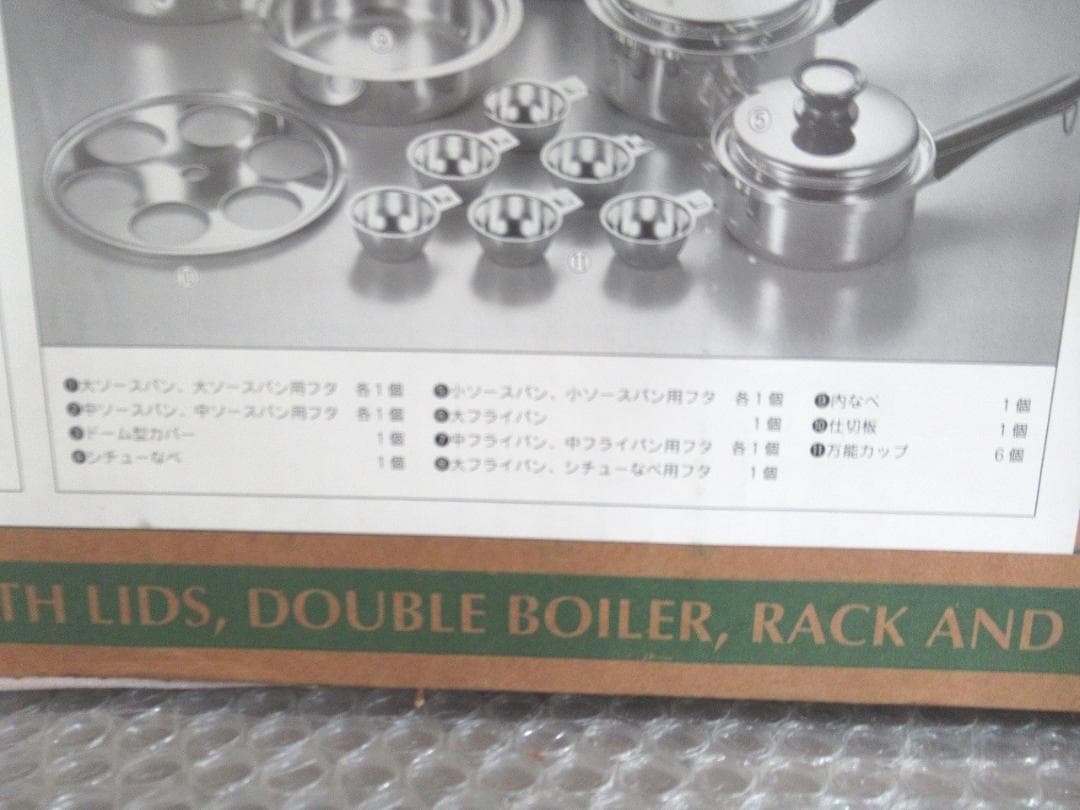 ⑨
⑤
⑪
⑩
❶大ソースパン、大ソースパン用フタ 各1個
❷中ソースパン、中ソースパン用フタ 各1個
❸ドーム型カバー 1個
❹シチューなべ 1個
❺小ソースパン、小ソースパン用フタ 各1個
❻大フライパン 1個
❼中フライパン、中フライパン用フタ 各1個
❽大フライパン、シチューなべ用フタ 1個
❾内なべ 1個
❿仕切板 1個
⓫万能カップ 6個
TH LIDS, DOUBLE BOILER, RACK AND